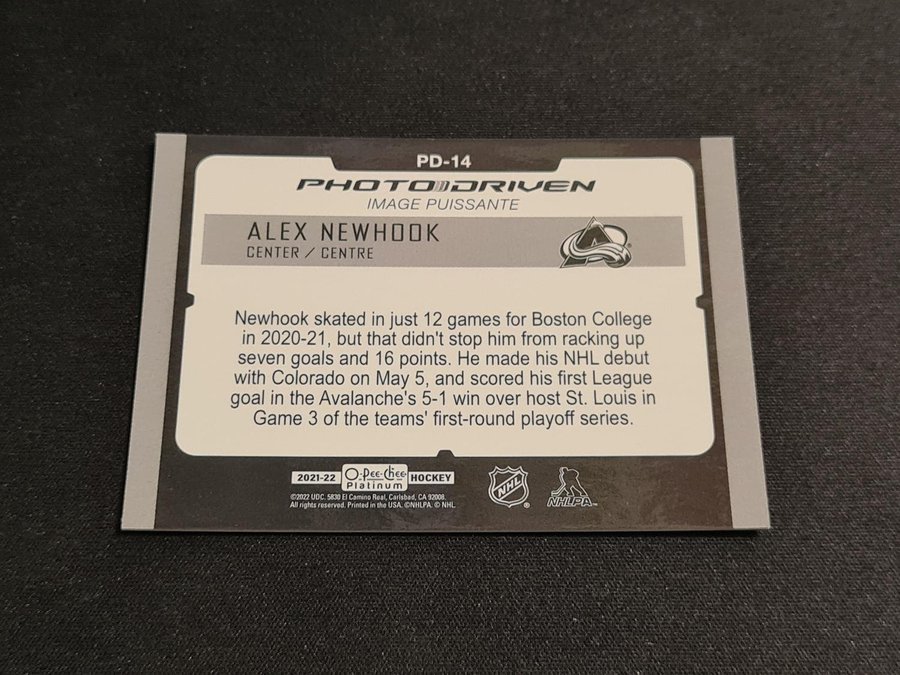 PD-14
PHOTO DRIVEN
IMAGE PUISSANTE
ALEX NEWHOOK
CENTER / CENTRE
A
Newhook skated in just 12 games for Boston College
in 2020-21, but that didn't stop him from racking up
seven goals and 16 points. He made his NHL debut
with Colorado on May 5, and scored his first League
goal in the Avalanche's 5-1 win over host St. Louis in
Game 3 of the teams' first-round playoff series.
2021-22 O-Pee-Chee Platinum HOCKEY
©2022 UDC. 5830 El Camino Real, Carlsbad, CA 92008.
All rights reserved. Printed in the USA. ©NHLPA. © NHL.
NHL
NHLPA